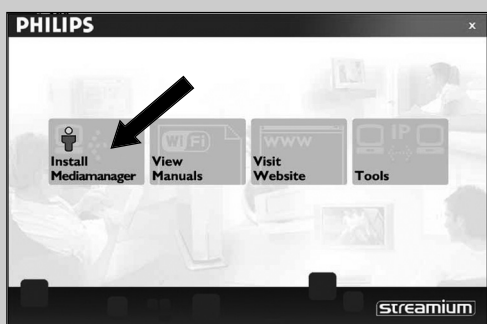 PHILIPS
x
WiFi
WWW
IP
Install
Mediamanager
View
Manuals
Visit
Website
Tools
streamium